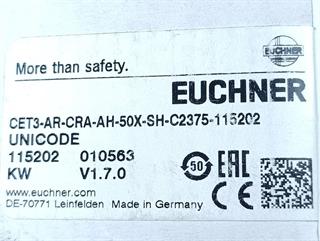 EUCHNER
More than safety.
EUCHNER
CET3-AR-CRA-AH-50X-SH-C2375-115202
UNICODE
115202 010563
KW V1.7.0
50
EAC
www.euchner.com
DE-70771 Leinfelden Made in Germany CE